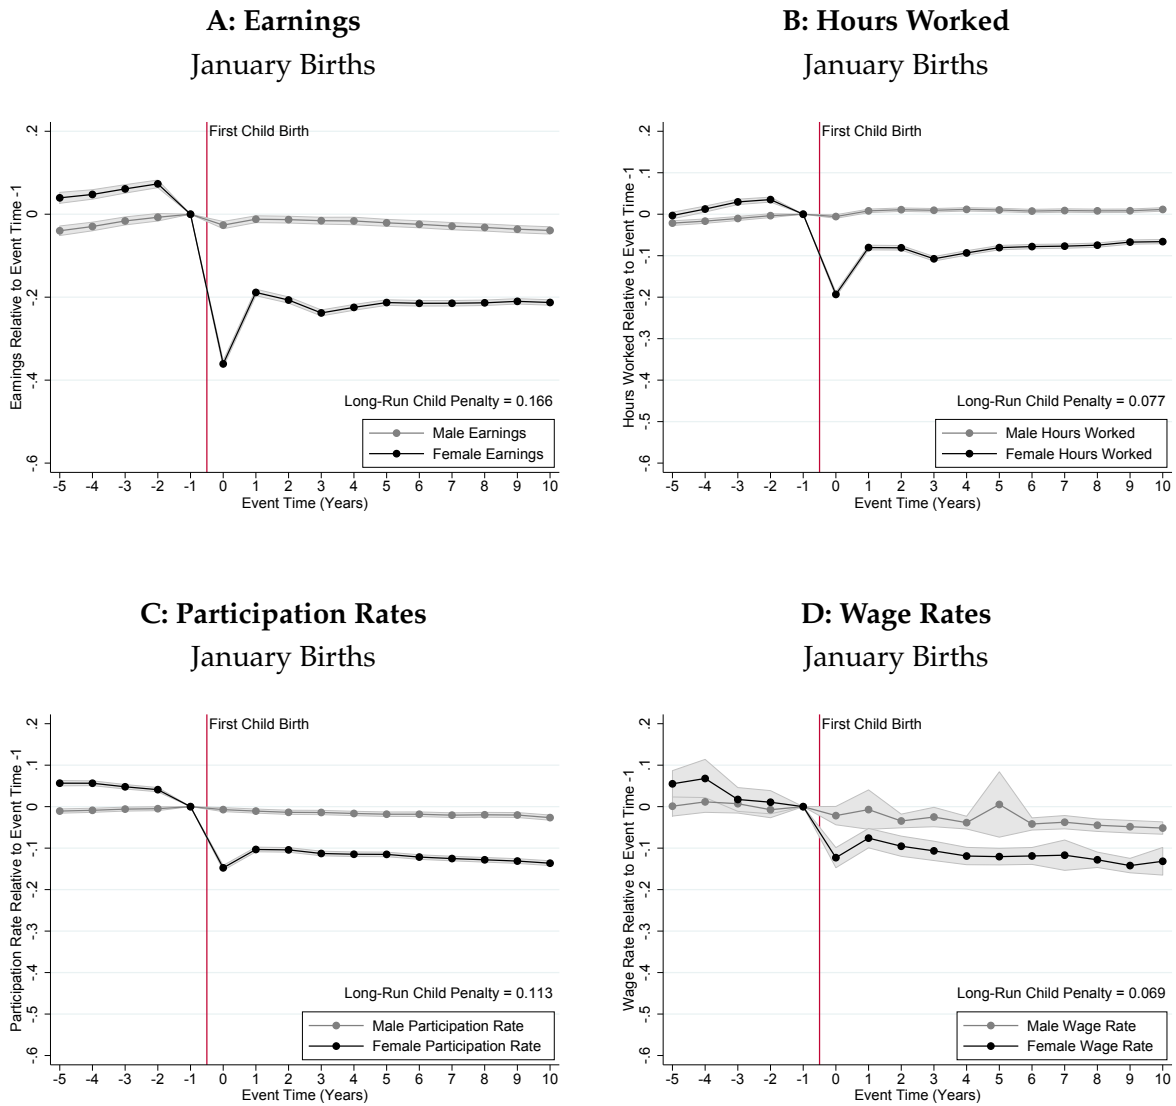 A: Earnings
January Births
First Child Birth
.2
0
-.2
-.4
-.6
Earnings Relative to Event Time -1
Long-Run Child Penalty = 0.166
Male Earnings
Female Earnings
-5 -4 -3 -2 -1 0 1 2 3 4 5 6 7 8 9 10
Event Time (Years)
B: Hours Worked
January Births
First Child Birth
.2
.1
0
-.1
-.2
-.3
-.4
-.5
-.6
Hours Worked Relative to Event Time -1
Long-Run Child Penalty = 0.077
Male Hours Worked
Female Hours Worked
-5 -4 -3 -2 -1 0 1 2 3 4 5 6 7 8 9 10
Event Time (Years)
C: Participation Rates
January Births
First Child Birth
.2
.1
0
-.1
-.2
-.3
-.4
-.5
-.6
Participation Rate Relative to Event Time -1
Long-Run Child Penalty = 0.113
Male Participation Rate
Female Participation Rate
-5 -4 -3 -2 -1 0 1 2 3 4 5 6 7 8 9 10
Event Time (Years)
D: Wage Rates
January Births
First Child Birth
.2
.1
0
-.1
-.2
-.3
-.4
-.5
-.6
Wage Rate Relative to Event Time -1
Long-Run Child Penalty = 0.069
Male Wage Rate
Female Wage Rate
-5 -4 -3 -2 -1 0 1 2 3 4 5 6 7 8 9 10
Event Time (Years)